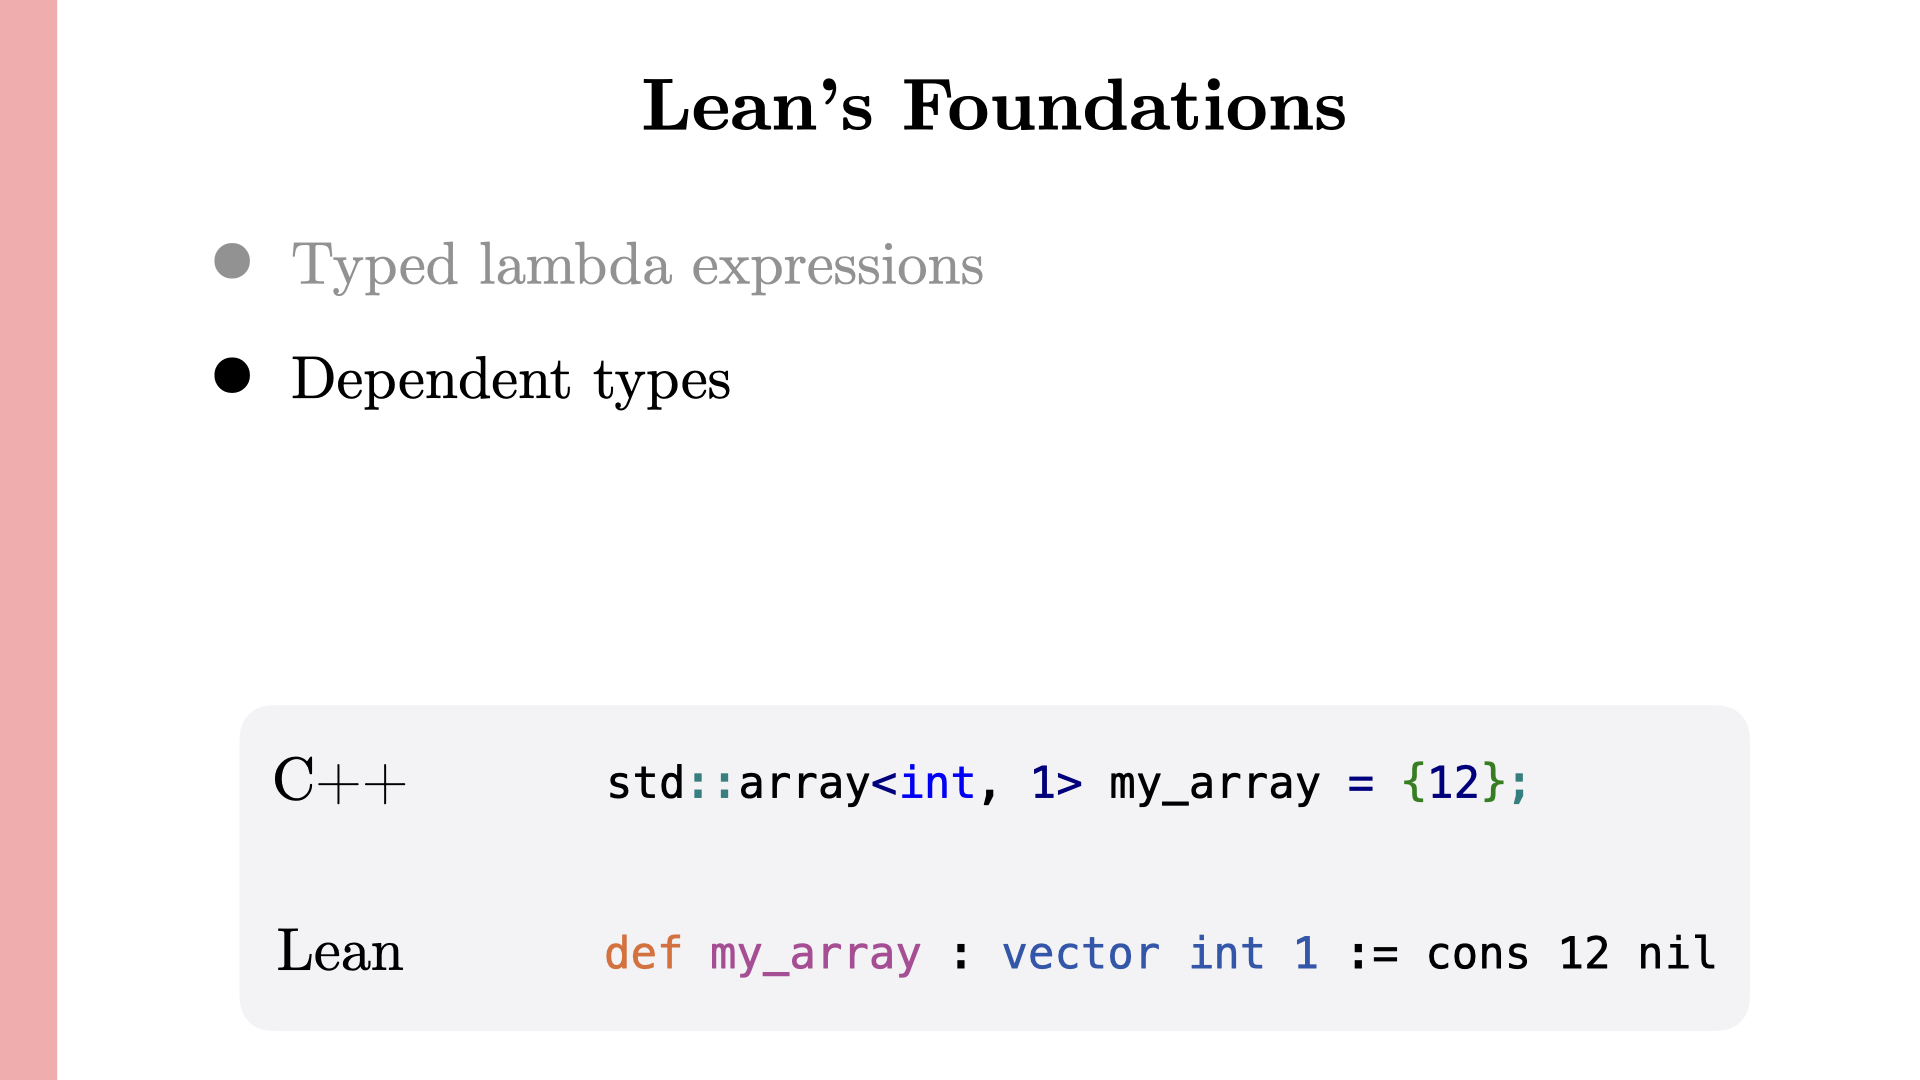 Lean’s Foundations
● Typed lambda expressions
● Dependent types
C++ std::array<int, 1> my_array = {12};
Lean def my_array : vector int 1 := cons 12 nil